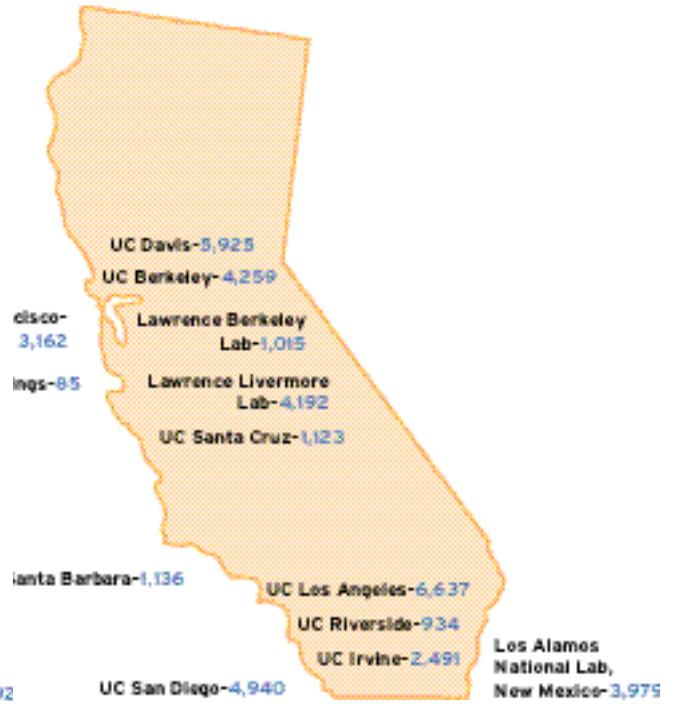 UC Davis-5,925
UC Berkeley-4,259
cisco-
3,162
Lawrence Berkeley
Lab-1,015
ings-85
Lawrence Livermore
Lab-4,192
UC Santa Cruz-1,123
Santa Barbara-1,136
UC Los Angeles-6,637
UC Riverside-934
UC Irvine-2,491
UC San Diego-4,940
Los Alamos
National Lab,
New Mexico-3,979
92